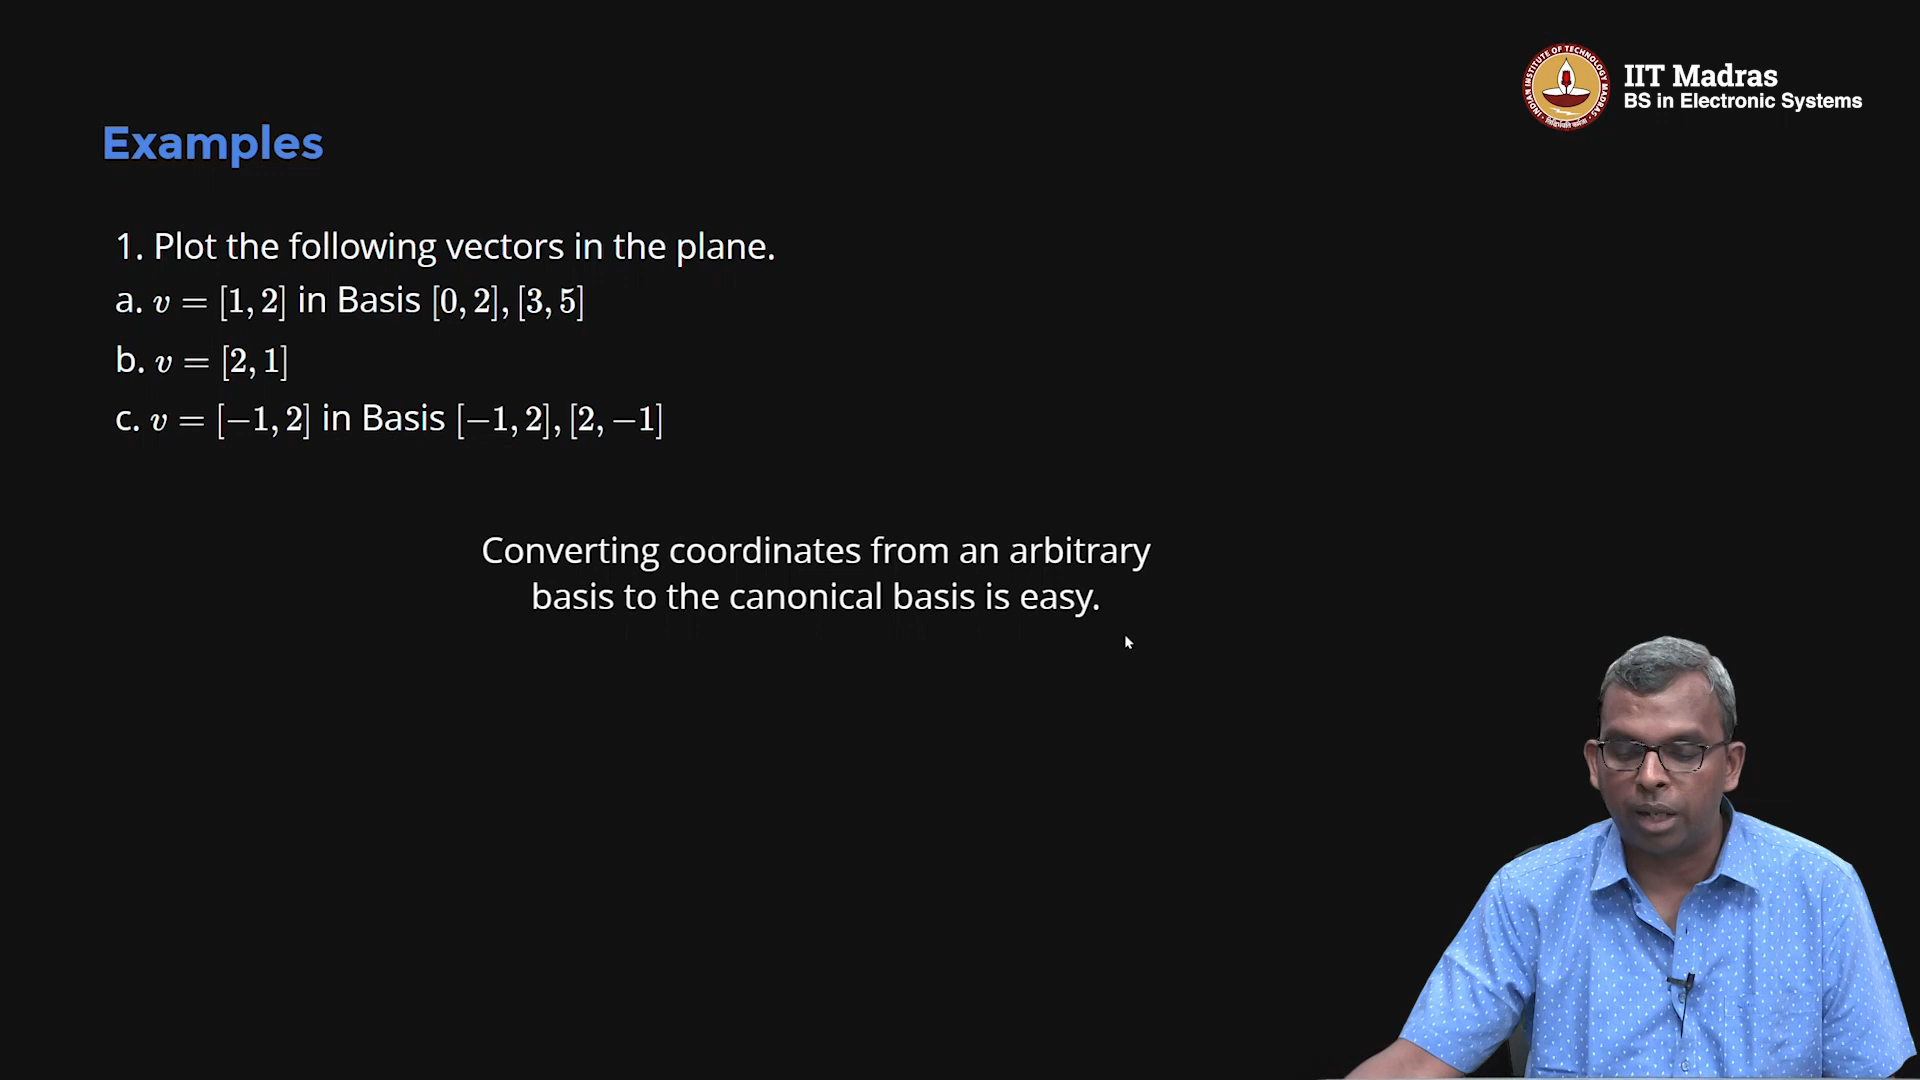 IIT Madras
BS in Electronic Systems
Examples
1. Plot the following vectors in the plane.
a. v = [1, 2] in Basis [0, 2], [3, 5]
b. v = [2, 1]
c. v = [−1, 2] in Basis [−1, 2], [2, −1]
Converting coordinates from an arbitrary
basis to the canonical basis is easy.